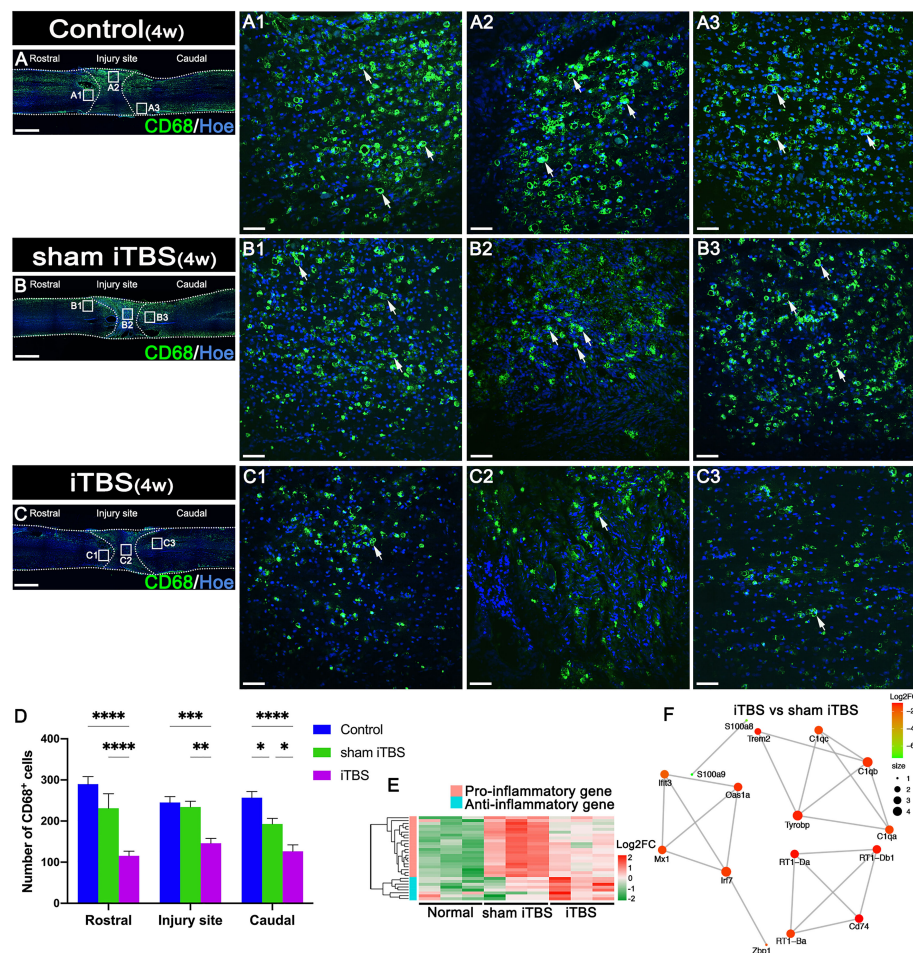 Control(4w)
Rostral Injury site Caudal
A
A1
A2
A3
CD68/Hoe
A1
A2
A3
sham iTBS(4w)
Rostral Injury site Caudal
B
B1
B2
B3
CD68/Hoe
B1
B2
B3
iTBS(4w)
Rostral Injury site Caudal
C
C1
C2
C3
CD68/Hoe
C1
C2
C3
D
Number of CD68+ cells
400
300
200
100
0
**** *** ****
**** ** * *
Rostral Injury site Caudal
Control
sham iTBS
iTBS
E
Pro-inflammatory gene
Anti-inflammatory gene
Log2FC
2
1
0
-1
-2
Normal sham iTBS iTBS
F
iTBS vs sham iTBS
Log2FC
size
1
2
3
4
S100a8
Trem2
C1qc
S100a9
C1qb
Ifit3
Oas1a
Tyrobp
C1qa
Mx1
RT1-Da
RT1-Db1
Irf7
Cd74
RT1-Ba
Zbp1